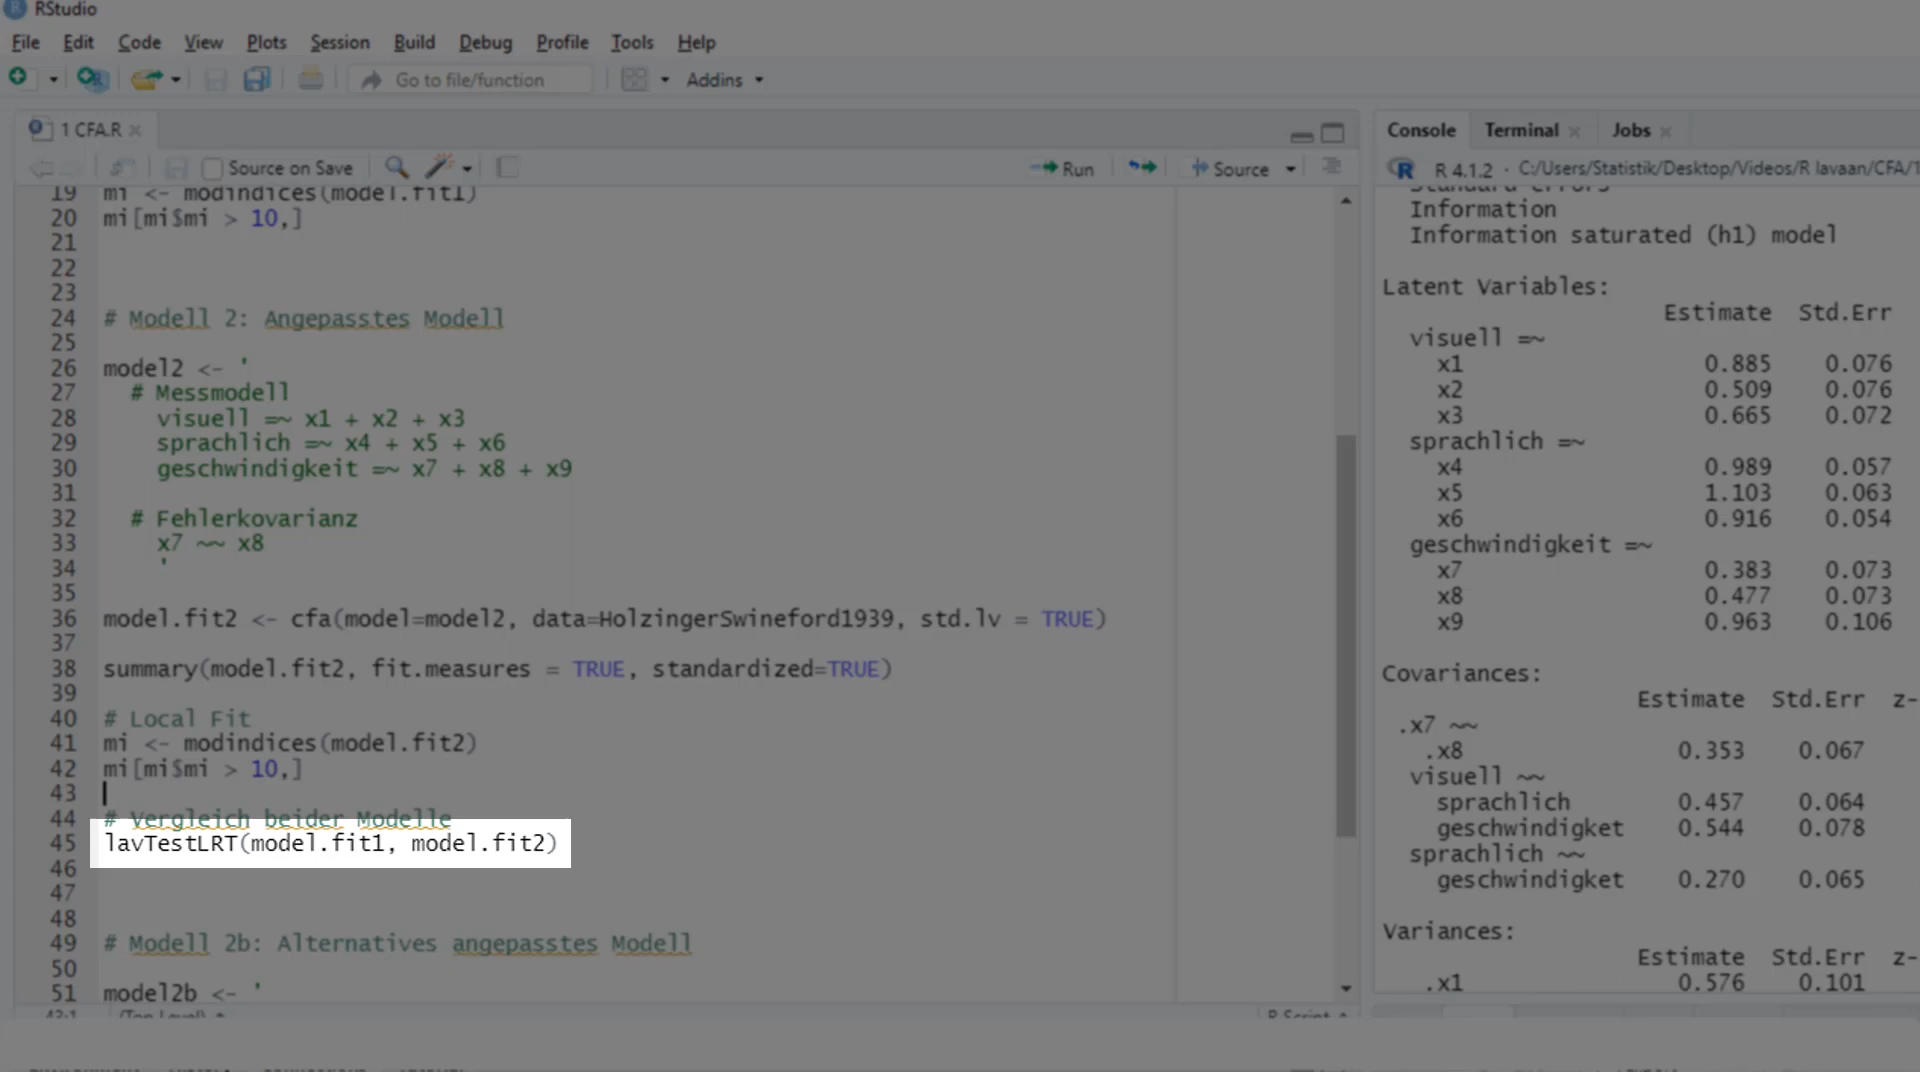 RStudio
File Edit Code View Plots Session Build Debug Profile Tools Help
Go to file/function Addins
1 CFA.R
Source on Save Run Source
19 mi <- modindices(model.fit1)
20 mi[mi$mi > 10,]
21
22
23
24 # Modell 2: Angepasstes Modell
25
26 model2 <- '
27 # Messmodell
28 visuell =~ x1 + x2 + x3
29 sprachlich =~ x4 + x5 + x6
30 geschwindigkeit =~ x7 + x8 + x9
31
32 # Fehlerkovarianz
33 x7 ~~ x8
34 '
35
36 model.fit2 <- cfa(model=model2, data=HolzingerSwineford1939, std.lv = TRUE)
37
38 summary(model.fit2, fit.measures = TRUE, standardized=TRUE)
39
40 # Local Fit
41 mi <- modindices(model.fit2)
42 mi[mi$mi > 10,]
43
44 # Vergleich beider Modelle
45 lavTestLRT(model.fit1, model.fit2)
46
47
48
49 # Modell 2b: Alternatives angepasstes Modell
50
51 model2b <- '
43:1 (Top Level) R Script
Console Terminal Jobs
R 4.1.2 · C:/Users/Statistik/Desktop/Videos/R lavaan/CFA/1
Standard errors
Information
Information saturated (h1) model
Latent Variables:
Estimate Std.Err
visuell =~
x1 0.885 0.076
x2 0.509 0.076
x3 0.665 0.072
sprachlich =~
x4 0.989 0.057
x5 1.103 0.063
x6 0.916 0.054
geschwindigkeit =~
x7 0.383 0.073
x8 0.477 0.073
x9 0.963 0.106
Covariances:
Estimate Std.Err z-
.x7 ~~
.x8 0.353 0.067
visuell ~~
sprachlich 0.457 0.064
geschwindigket 0.544 0.078
sprachlich ~~
geschwindigket 0.270 0.065
Variances:
Estimate Std.Err z-
.x1 0.576 0.101